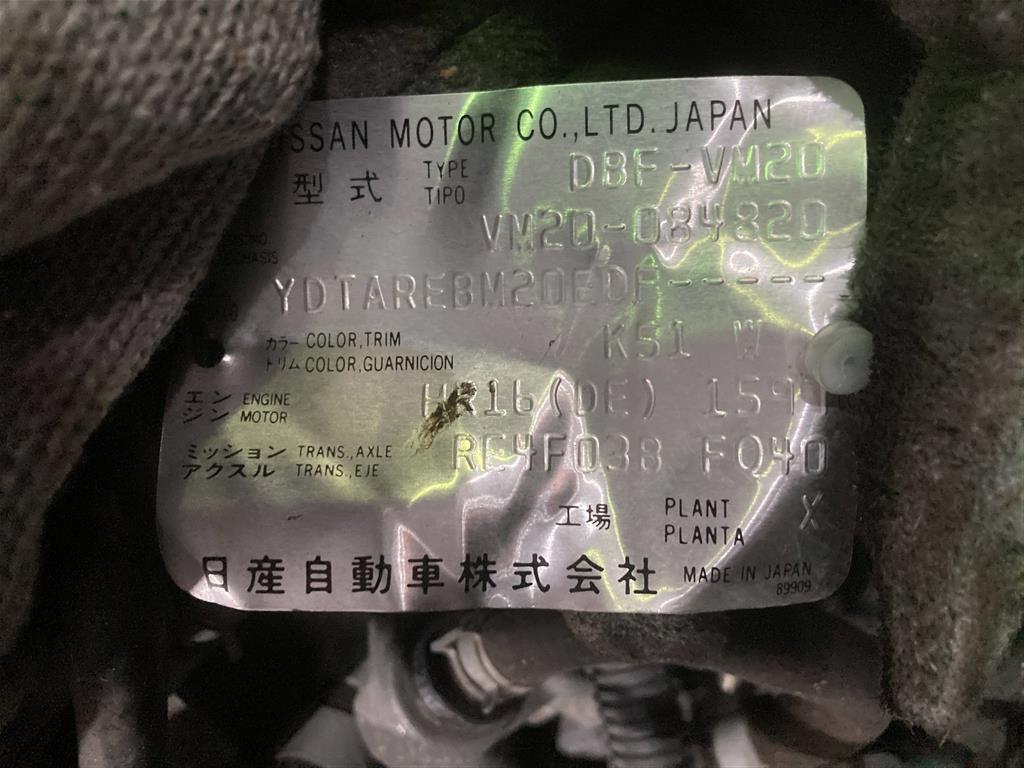 SSAN MOTOR CO.,LTD. JAPAN
型式 TYPE TIPO DBF-VM20
VM20-084820
CHASIS
YDTAREBM20EDF-----
カラー COLOR,TRIM K51 W
トリム COLOR,GUARNICION
エンジン ENGINE MOTOR HR16(DE) 159
ミッション TRANS.,AXLE RE4F03B FQ40
アクスル TRANS.,EJE
工場 PLANT PLANTA X
日産自動車株式会社 MADE IN JAPAN
89909